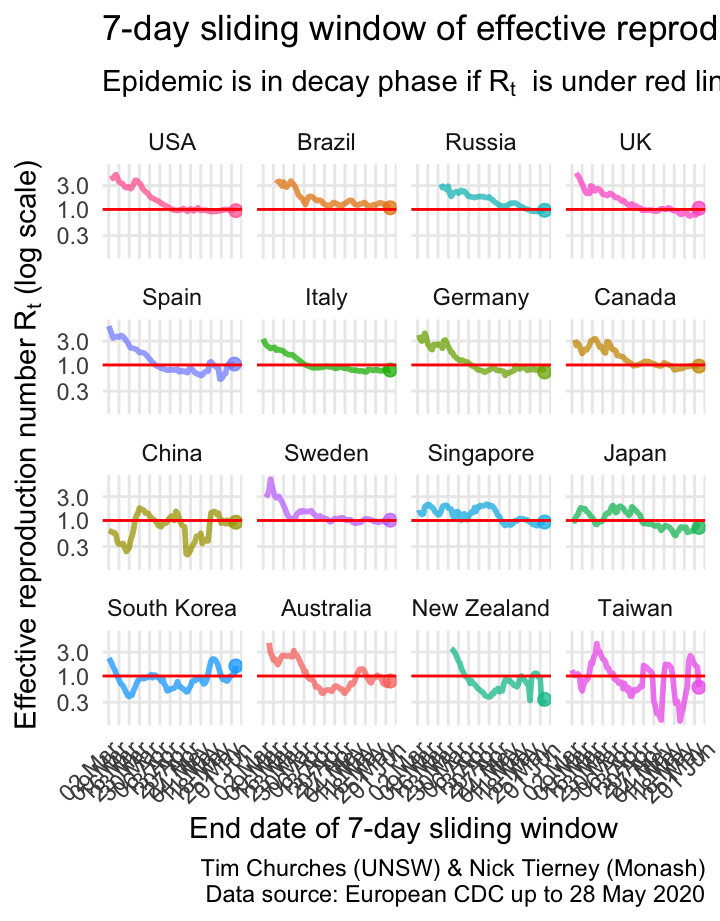 7-day sliding window of effective reprod
Epidemic is in decay phase if Rt is under red lin
USA Brazil Russia UK
3.0
1.0
0.3
Spain Italy Germany Canada
3.0
1.0
0.3
China Sweden Singapore Japan
3.0
1.0
0.3
South Korea Australia New Zealand Taiwan
3.0
1.0
0.3
Effective reproduction number Rt (log scale)
End date of 7-day sliding window
Tim Churches (UNSW) & Nick Tierney (Monash)
Data source: European CDC up to 28 May 2020